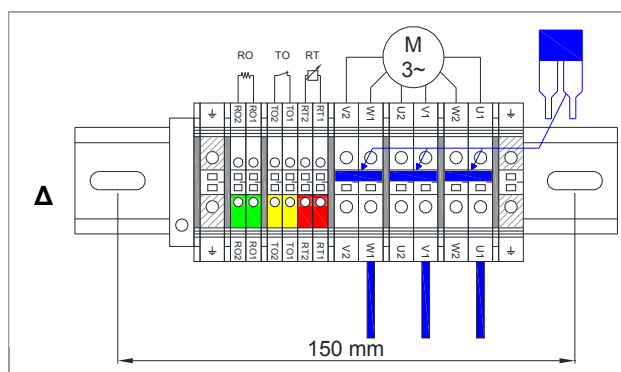 RO TO RT
M
3~
RO2 RO1 TO2 TO1 RT2 RT1 V2 W1 U2 V1 W2 U1
Δ
RO2 RO1 TO2 TO1 RT2 RT1 V2 W1 U2 V1 W2 U1
150 mm